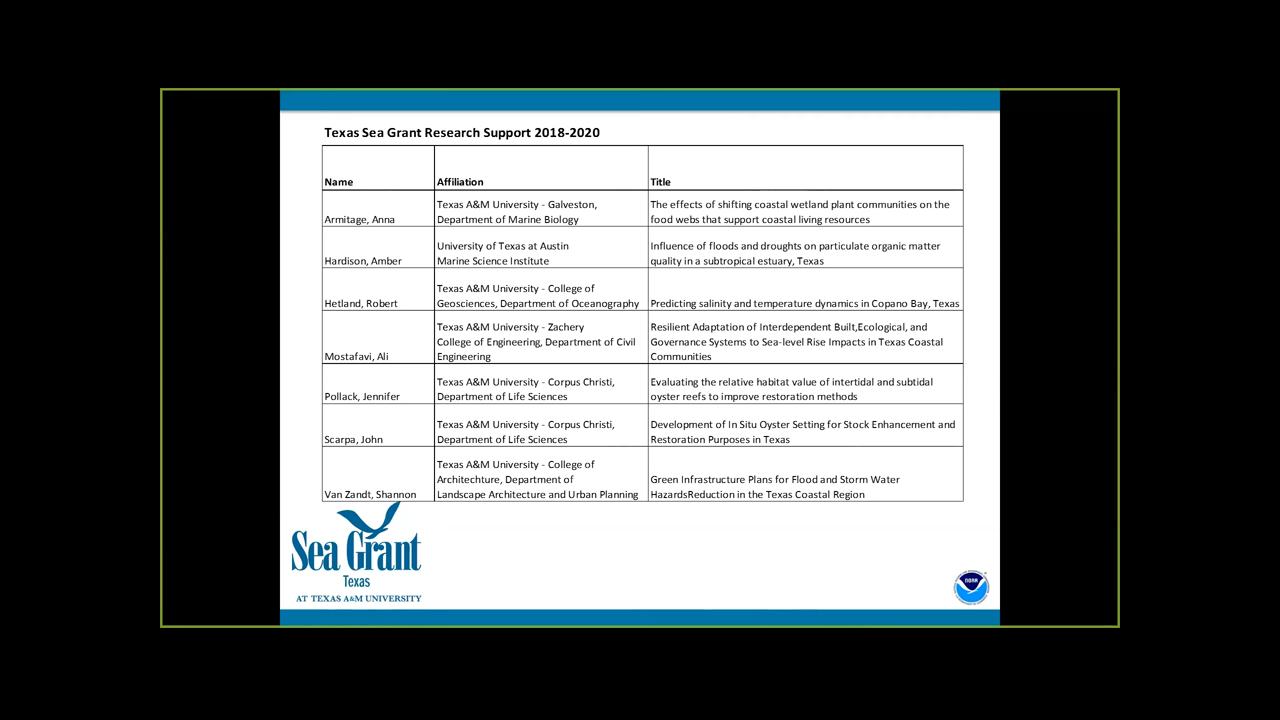 Texas Sea Grant Research Support 2018-2020
Name
Affiliation
Title
Armitage, Anna
Texas A&M University - Galveston,
Department of Marine Biology
The effects of shifting coastal wetland plant communities on the
food webs that support coastal living resources
Hardison, Amber
University of Texas at Austin
Marine Science Institute
Influence of floods and droughts on particulate organic matter
quality in a subtropical estuary, Texas
Hetland, Robert
Texas A&M University - College of
Geosciences, Department of Oceanography
Predicting salinity and temperature dynamics in Copano Bay, Texas
Mostafavi, Ali
Texas A&M University - Zachery
College of Engineering, Department of Civil
Engineering
Resilient Adaptation of Interdependent Built,Ecological, and
Governance Systems to Sea-level Rise Impacts in Texas Coastal
Communities
Pollack, Jennifer
Texas A&M University - Corpus Christi,
Department of Life Sciences
Evaluating the relative habitat value of intertidal and subtidal
oyster reefs to improve restoration methods
Scarpa, John
Texas A&M University - Corpus Christi,
Department of Life Sciences
Development of In Situ Oyster Setting for Stock Enhancement and
Restoration Purposes in Texas
Van Zandt, Shannon
Texas A&M University - College of
Architechture, Department of
Landscape Architecture and Urban Planning
Green Infrastructure Plans for Flood and Storm Water
HazardsReduction in the Texas Coastal Region
Sea Grant
Texas
AT TEXAS A&M UNIVERSITY
NOAA